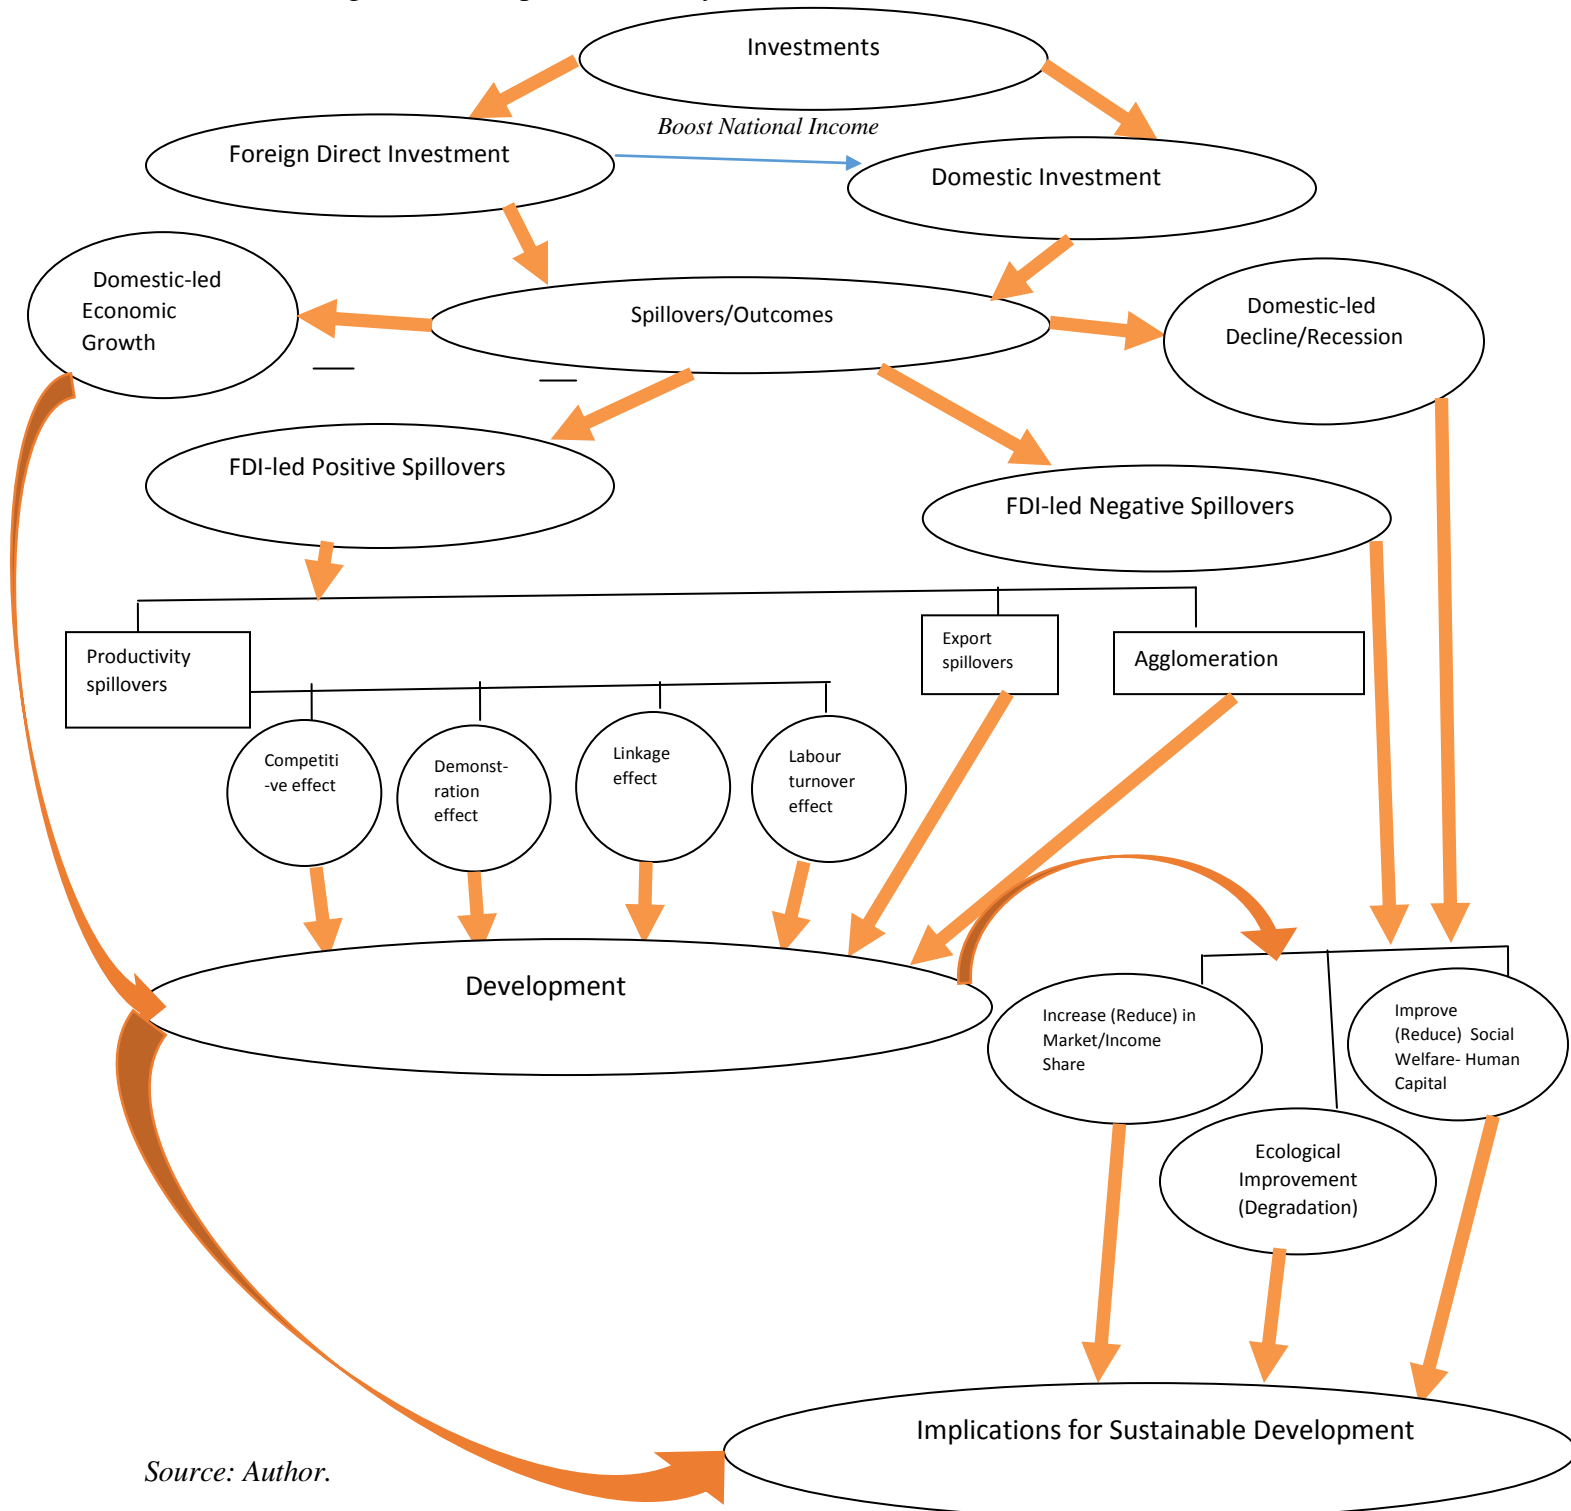 Investments
Boost National Income
Foreign Direct Investment
Domestic Investment
Domestic-led
Economic
Growth
Spillovers/Outcomes
Domestic-led
Decline/Recession
FDI-led Positive Spillovers
FDI-led Negative Spillovers
Productivity
spillovers
Export
spillovers
Agglomeration
Competiti
-ve effect
Demonst-
ration
effect
Linkage
effect
Labour
turnover
effect
Development
Increase (Reduce) in
Market/Income
Share
Improve
(Reduce) Social
Welfare- Human
Capital
Ecological
Improvement
(Degradation)
Implications for Sustainable Development
Source: Author.